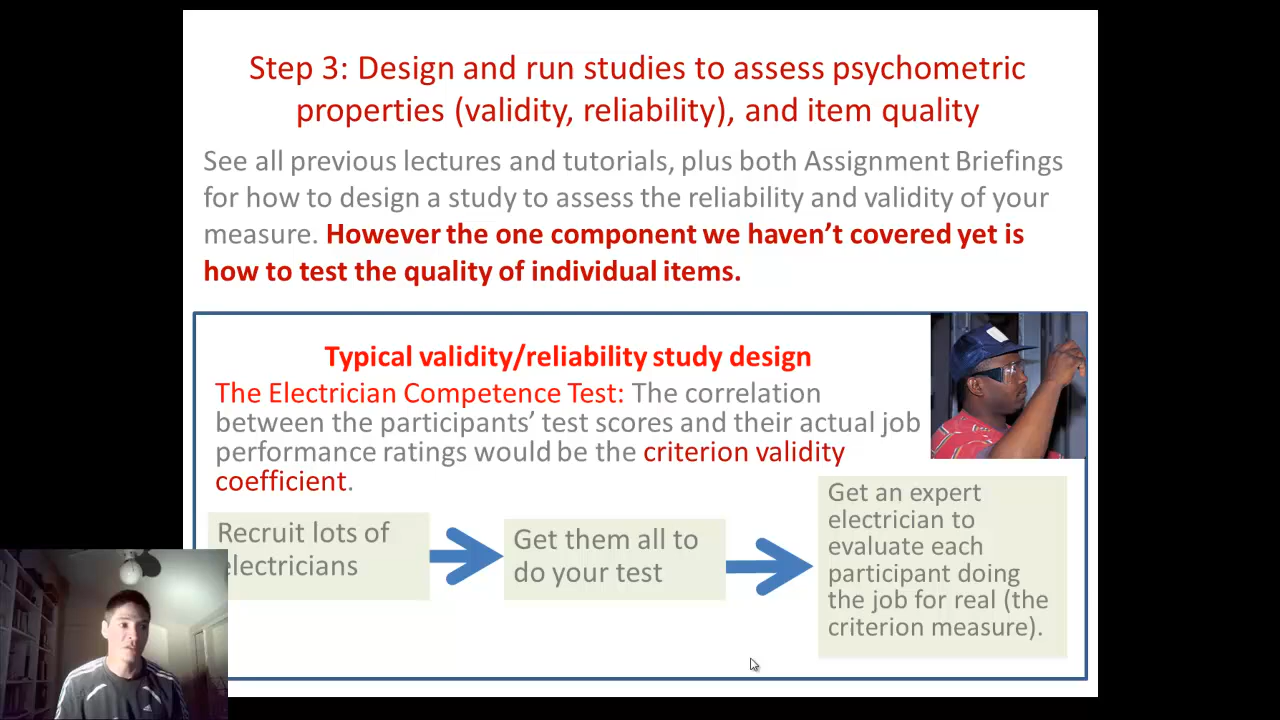 Step 3: Design and run studies to assess psychometric
properties (validity, reliability), and item quality
See all previous lectures and tutorials, plus both Assignment Briefings
for how to design a study to assess the reliability and validity of your
measure. However the one component we haven’t covered yet is
how to test the quality of individual items.
Typical validity/reliability study design
The Electrician Competence Test: The correlation
between the participants’ test scores and their actual job
performance ratings would be the criterion validity
coefficient.
Recruit lots of
electricians
Get them all to
do your test
Get an expert
electrician to
evaluate each
participant doing
the job for real (the
criterion measure).